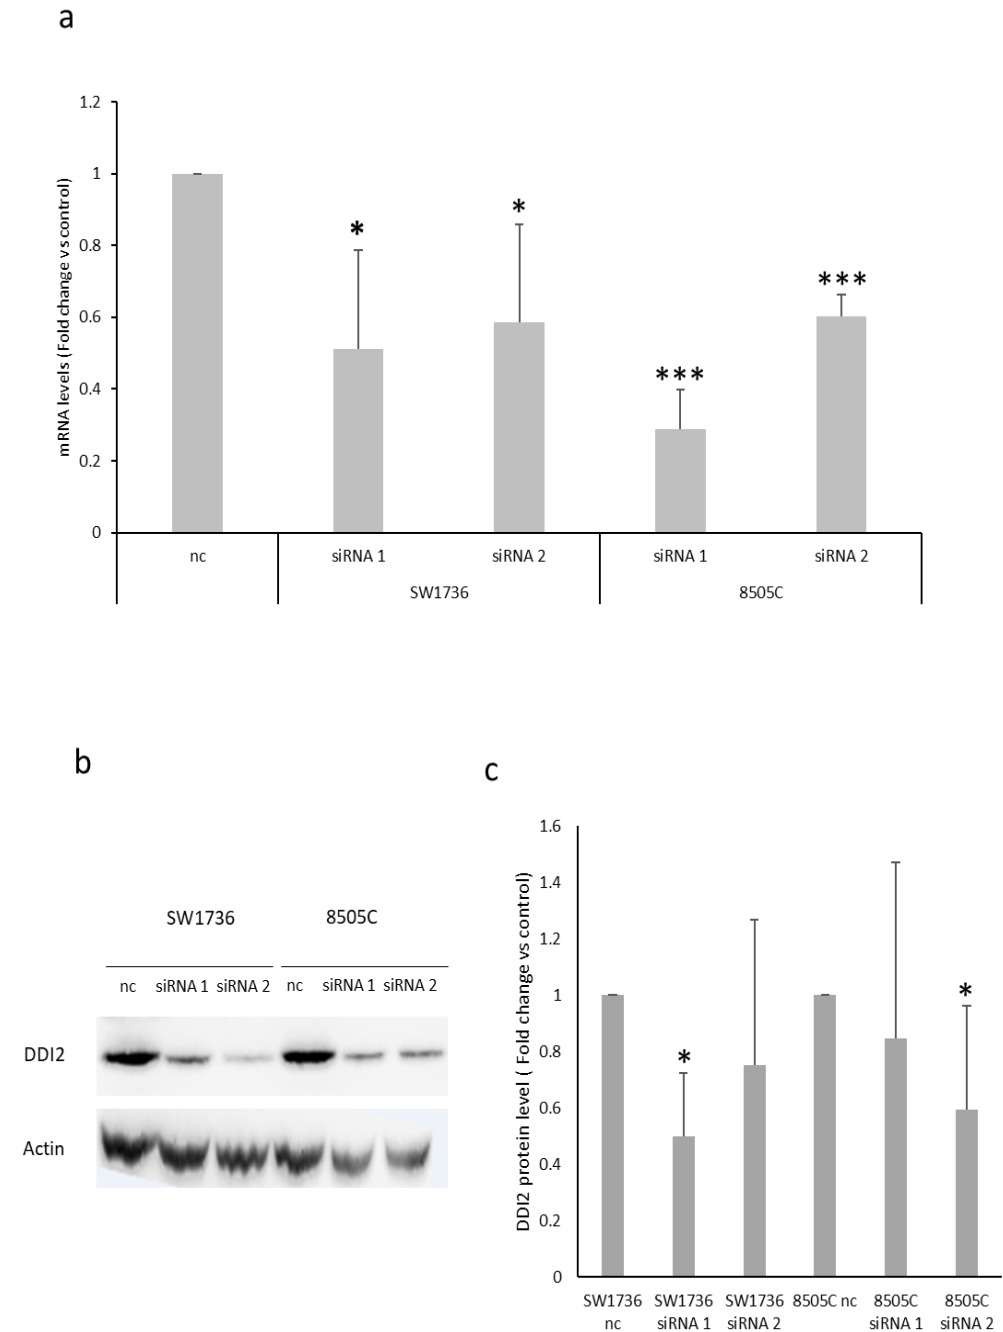 a
mRNA levels (Fold change vs control)
1.2
1
0.8
0.6
0.4
0.2
0
*
*
***
***
nc
siRNA 1
siRNA 2
siRNA 1
siRNA 2
SW1736
8505C
b
SW1736
8505C
nc
siRNA 1
siRNA 2
nc
siRNA 1
siRNA 2
DDI2
Actin
c
DDI2 protein level ( Fold change vs control)
1.6
1.4
1.2
1
0.8
0.6
0.4
0.2
0
*
*
SW1736
nc
SW1736
siRNA 1
SW1736
siRNA 2
8505C nc
8505C
siRNA 1
8505C
siRNA 2